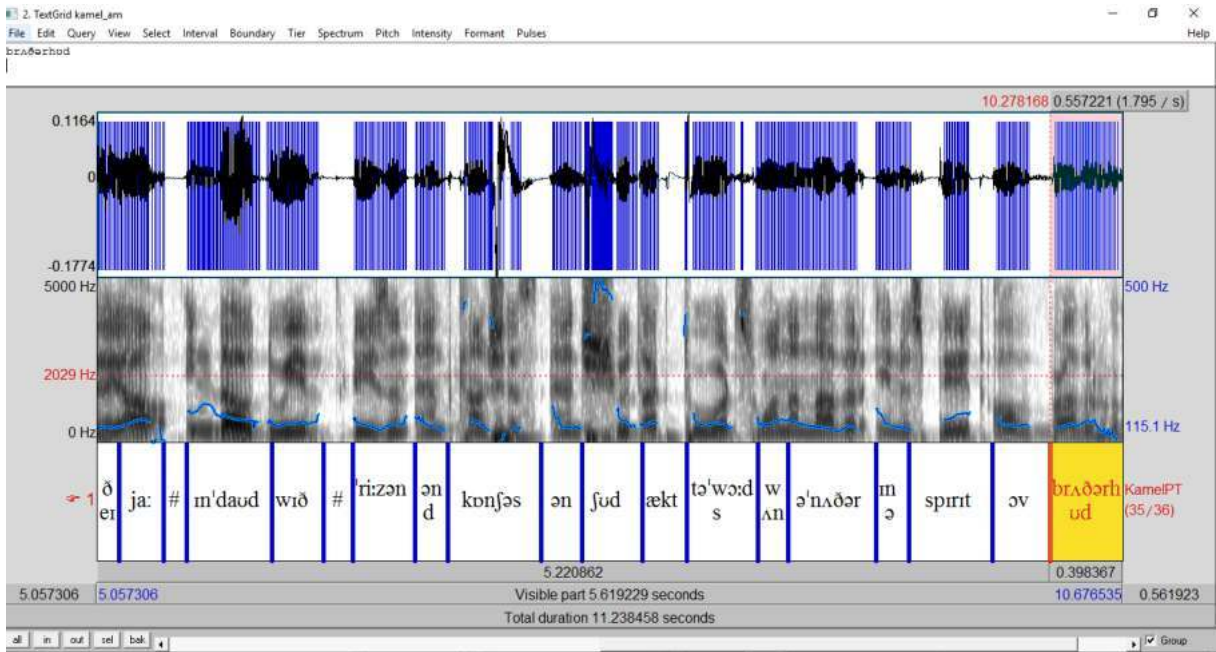 2. TextGrid kamel_am
File Edit Query View Select Interval Boundary Tier Spectrum Pitch Intensity Formant Pulses Help
brʌðərhʊd
10.278168 0.557221 (1.795 / s)
0.1164
0
-0.1774
5000 Hz 500 Hz
2029 Hz
0 Hz 115.1 Hz
1 ðeɪ ja: # ɪnˈdaʊd wɪð # ˈri:zən ənd kɒnʃəs ən ʃʊd ækt təˈwɔ:ds wʌn əˈnʌðər ɪnə spɪrɪt ɔv brʌðərhʊd KamelPT
(35/36)
5.220862 0.398367
5.057306 5.057306 Visible part 5.619229 seconds 10.676535 0.561923
Total duration 11.238458 seconds
all in out sel bak Group